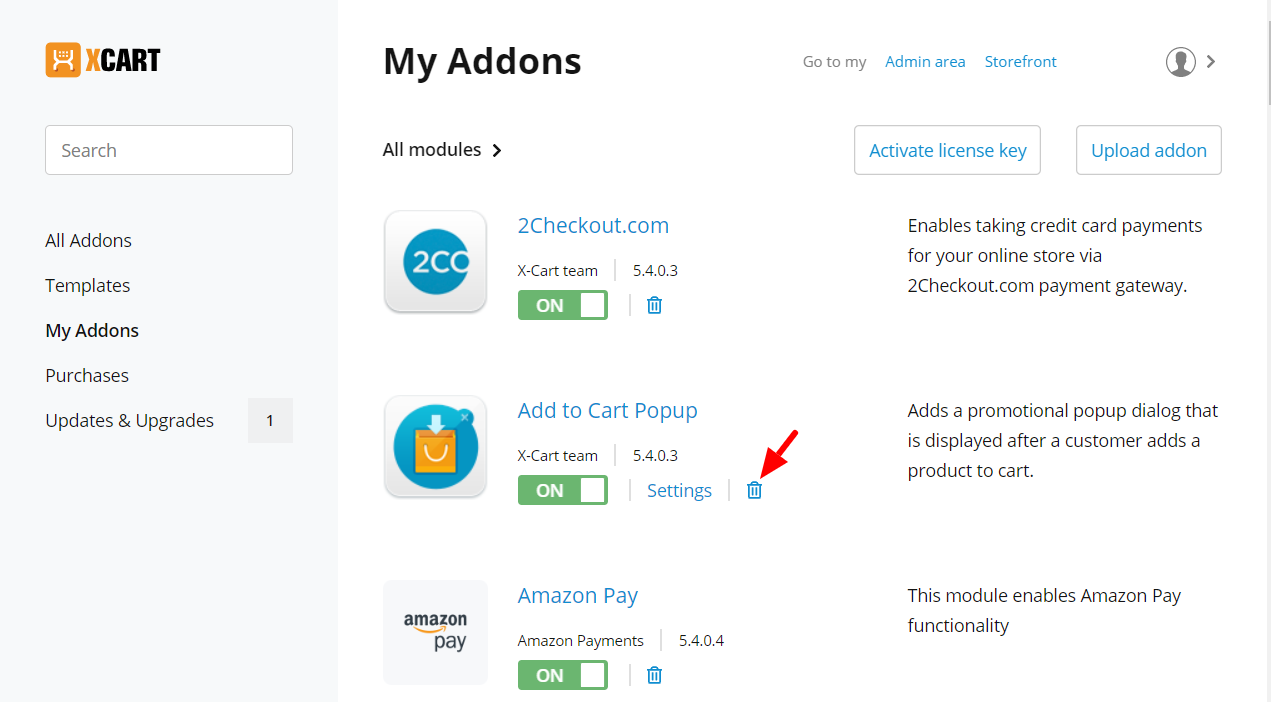 XCART
My Addons
Go to my Admin area Storefront
Search
All modules
Activate license key
Upload addon
All Addons
Templates
My Addons
Purchases
Updates & Upgrades 1
2CO
2Checkout.com
X-Cart team 5.4.0.3
ON
Enables taking credit card payments
for your online store via
2Checkout.com payment gateway.
Add to Cart Popup
X-Cart team 5.4.0.3
ON Settings
Adds a promotional popup dialog that
is displayed after a customer adds a
product to cart.
amazon
pay
Amazon Pay
Amazon Payments 5.4.0.4
ON
This module enables Amazon Pay
functionality